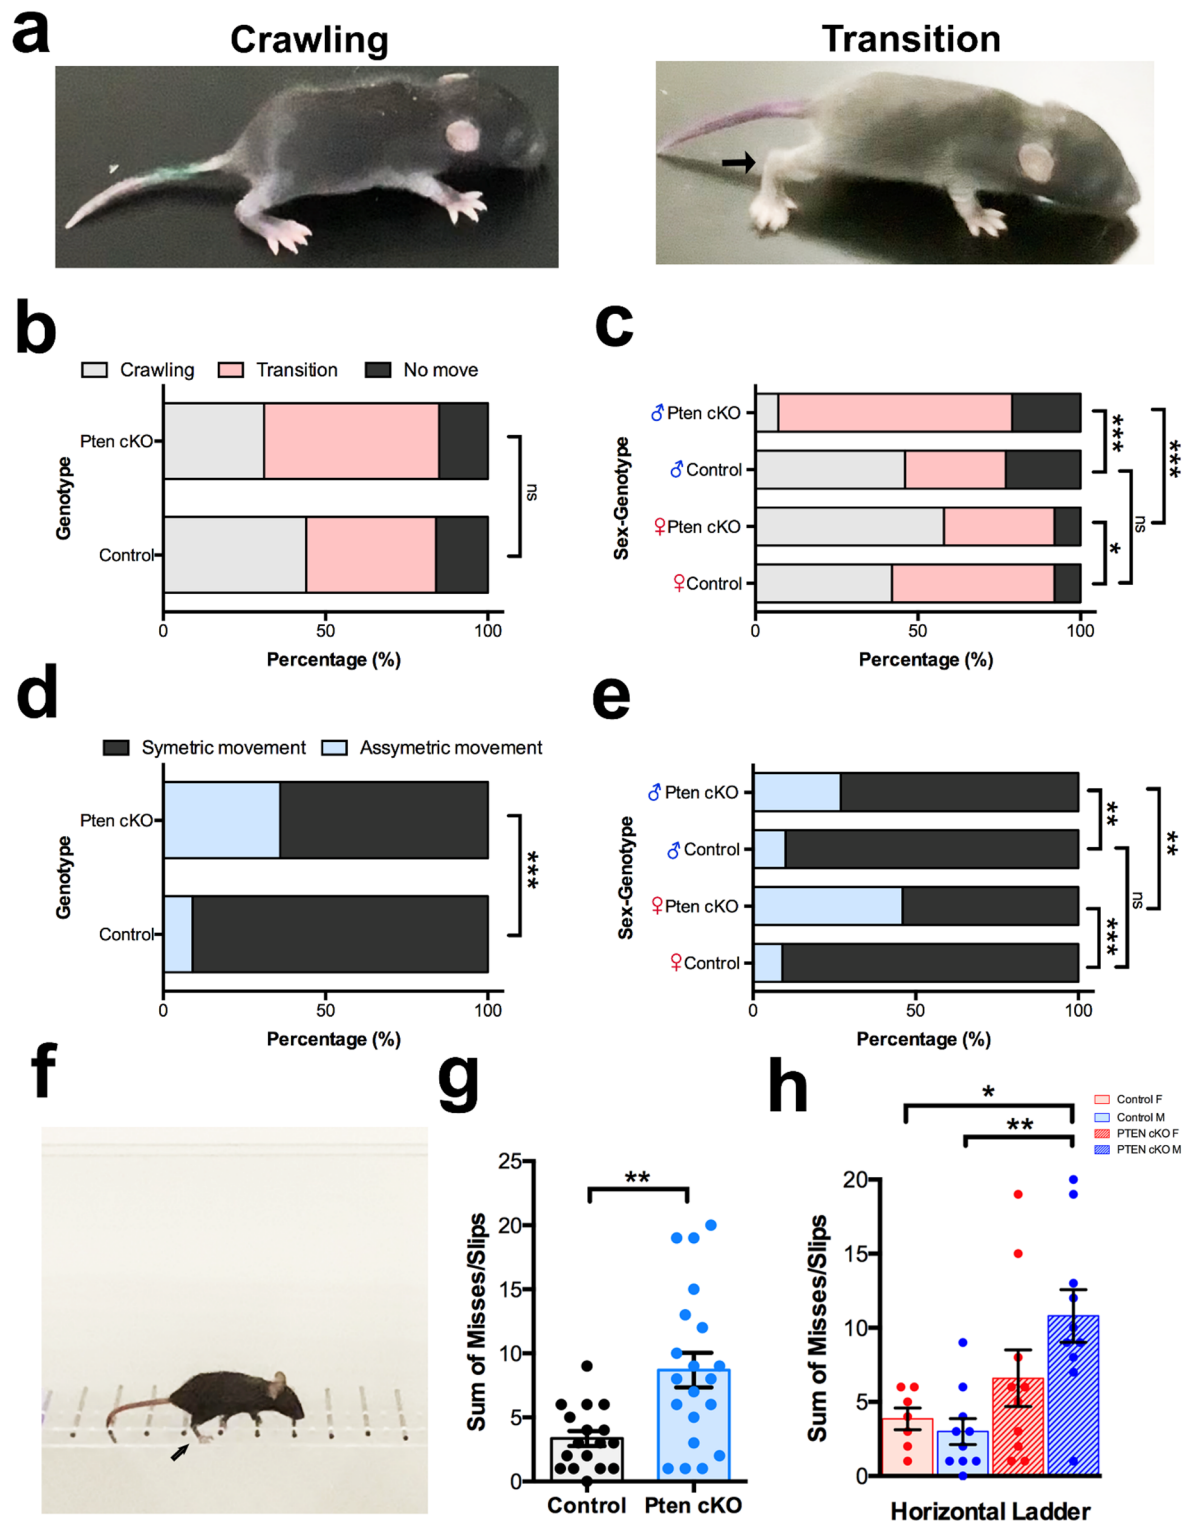 a
Crawling
Transition
b
Crawling Transition No move
Genotype
Pten cKO
Control
ns
0 50 100
Percentage (%)
c
Sex-Genotype
♂Pten cKO
♂Control
♀Pten cKO
♀Control
***
***
ns
*
0 50 100
Percentage (%)
d
Symetric movement Assymetric movement
Genotype
Pten cKO
Control
***
0 50 100
Percentage (%)
e
Sex-Genotype
♂Pten cKO
♂Control
♀Pten cKO
♀Control
**
**
ns
***
0 50 100
Percentage (%)
f
g
Sum of Misses/Slips
25
20
15
10
5
0
**
Control Pten cKO
h
Control F
Control M
PTEN cKO F
PTEN cKO M
*
**
Sum of Misses/Slips
20
15
10
5
0
Horizontal Ladder